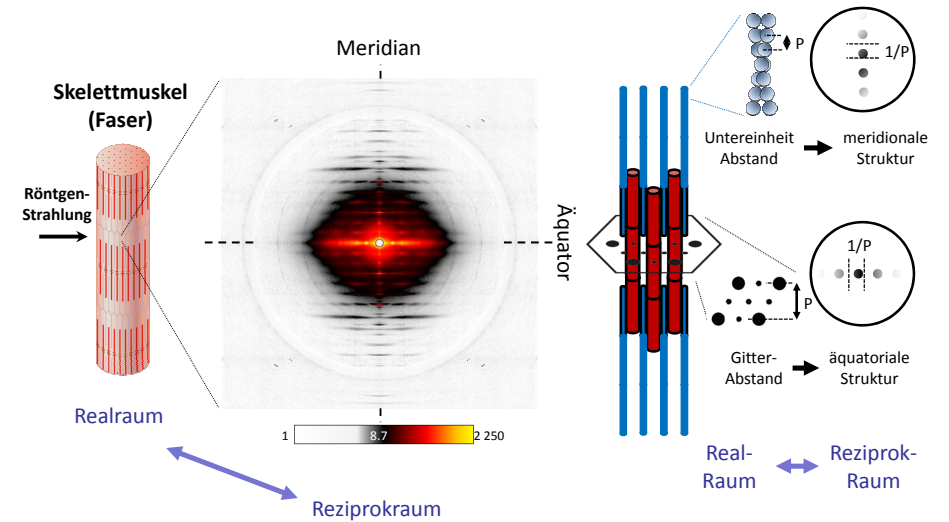 Meridian
Skelettmuskel
(Faser)
Röntgen-
Strahlung
Äquator
1
8.7
2 250
Realraum
Reziprokraum
P
1/P
Untereinheit
Abstand
meridionale
Struktur
1/P
P
Gitter-
Abstand
äquatoriale
Struktur
Real-
Raum
Reziprok-
Raum